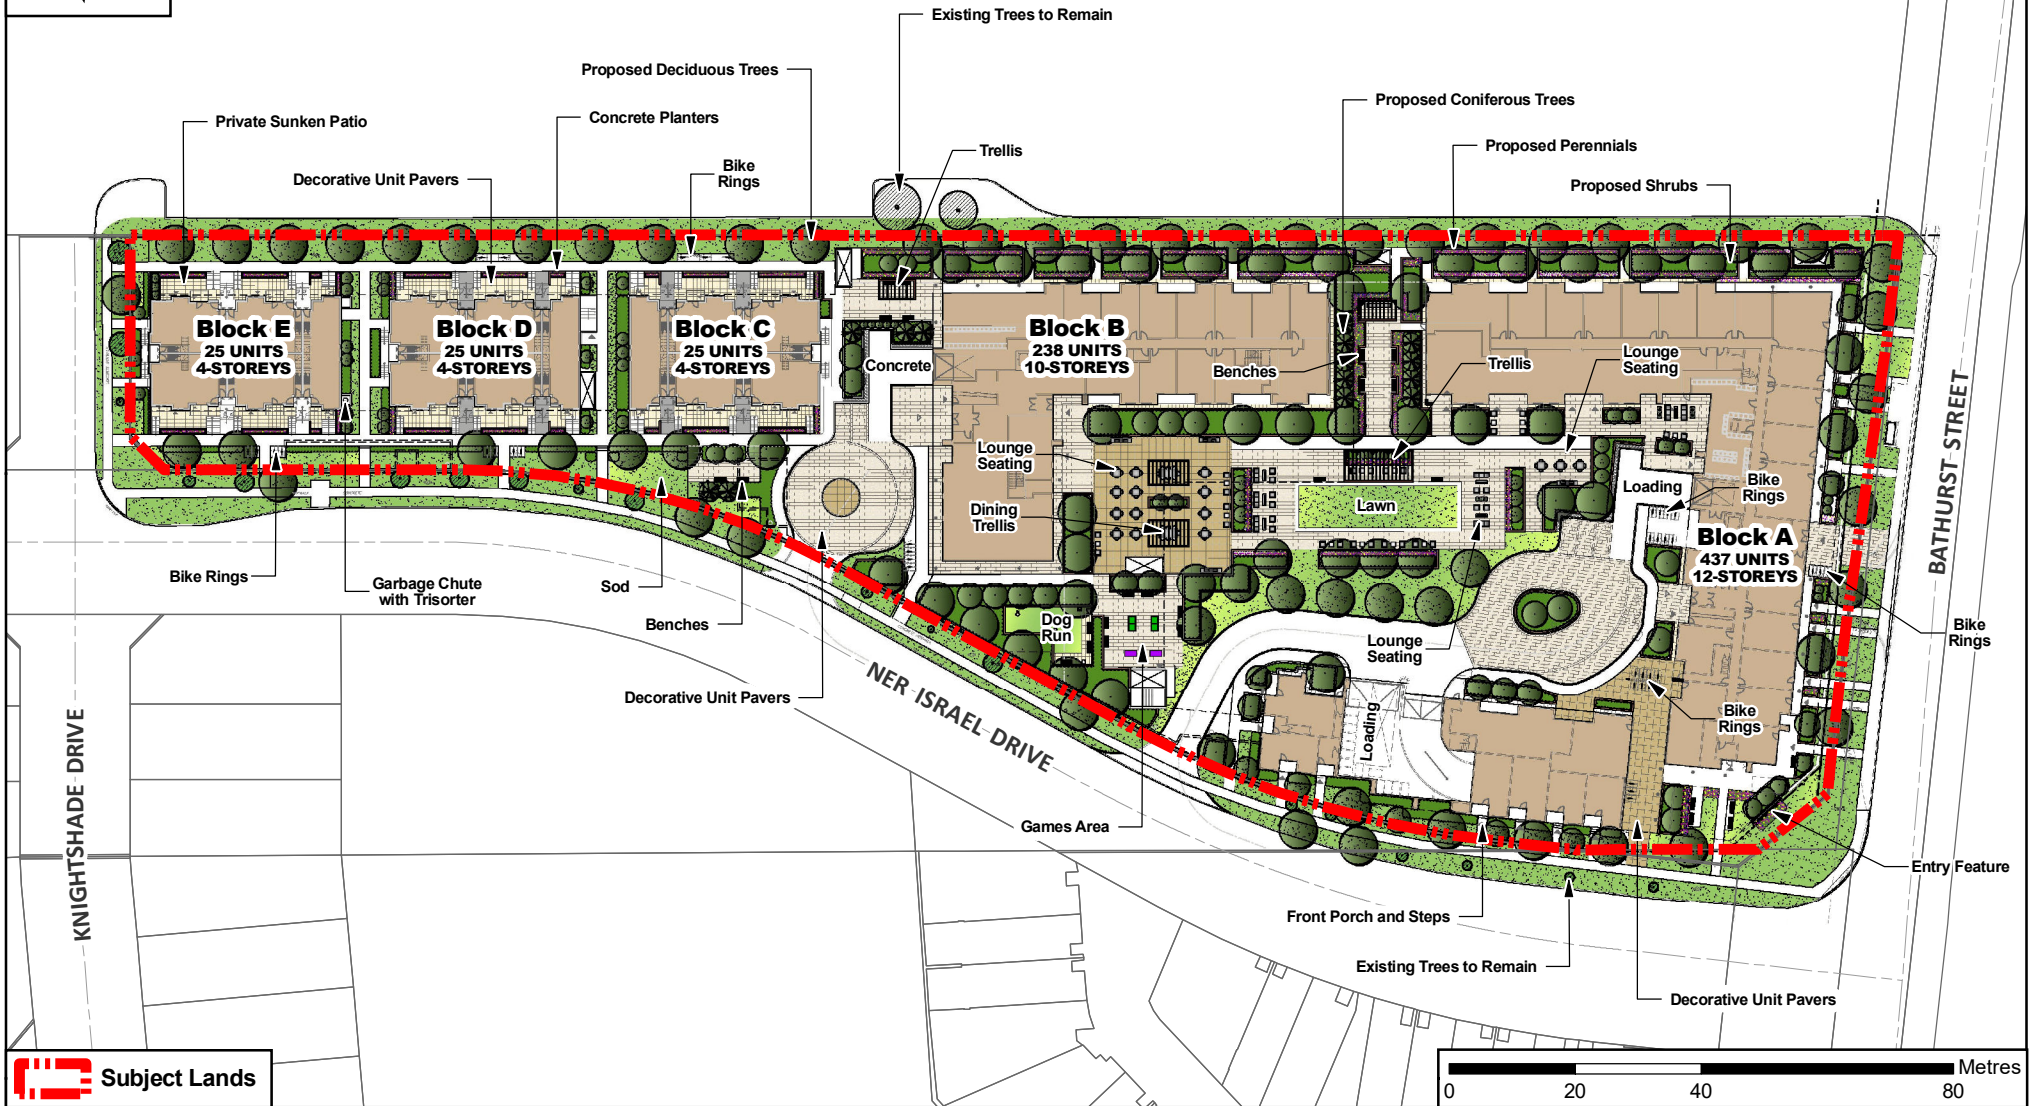 Existing Trees to Remain
Proposed Deciduous Trees
Proposed Coniferous Trees
Private Sunken Patio
Concrete Planters
Proposed Perennials
Trellis
Bike
Rings
Decorative Unit Pavers
Proposed Shrubs
Block E
25 UNITS
4-STOREYS
Block D
25 UNITS
4-STOREYS
Block C
25 UNITS
4-STOREYS
Block B
238 UNITS
10-STOREYS
Concrete
Benches
Trellis
Lounge
Seating
Lounge
Seating
Dining
Trellis
Lawn
Loading
Bike
Rings
Block A
437 UNITS
12-STOREYS
BATHURST STREET
Bike Rings
Garbage Chute
with Trisorter
Sod
Benches
Dog
Run
Lounge
Seating
Bike
Rings
Decorative Unit Pavers
NER ISRAEL DRIVE
Loading
Bike
Rings
KNIGHTSHADE DRIVE
Games Area
Entry Feature
Front Porch and Steps
Existing Trees to Remain
Decorative Unit Pavers
Subject Lands
Metres
0 20 40 80